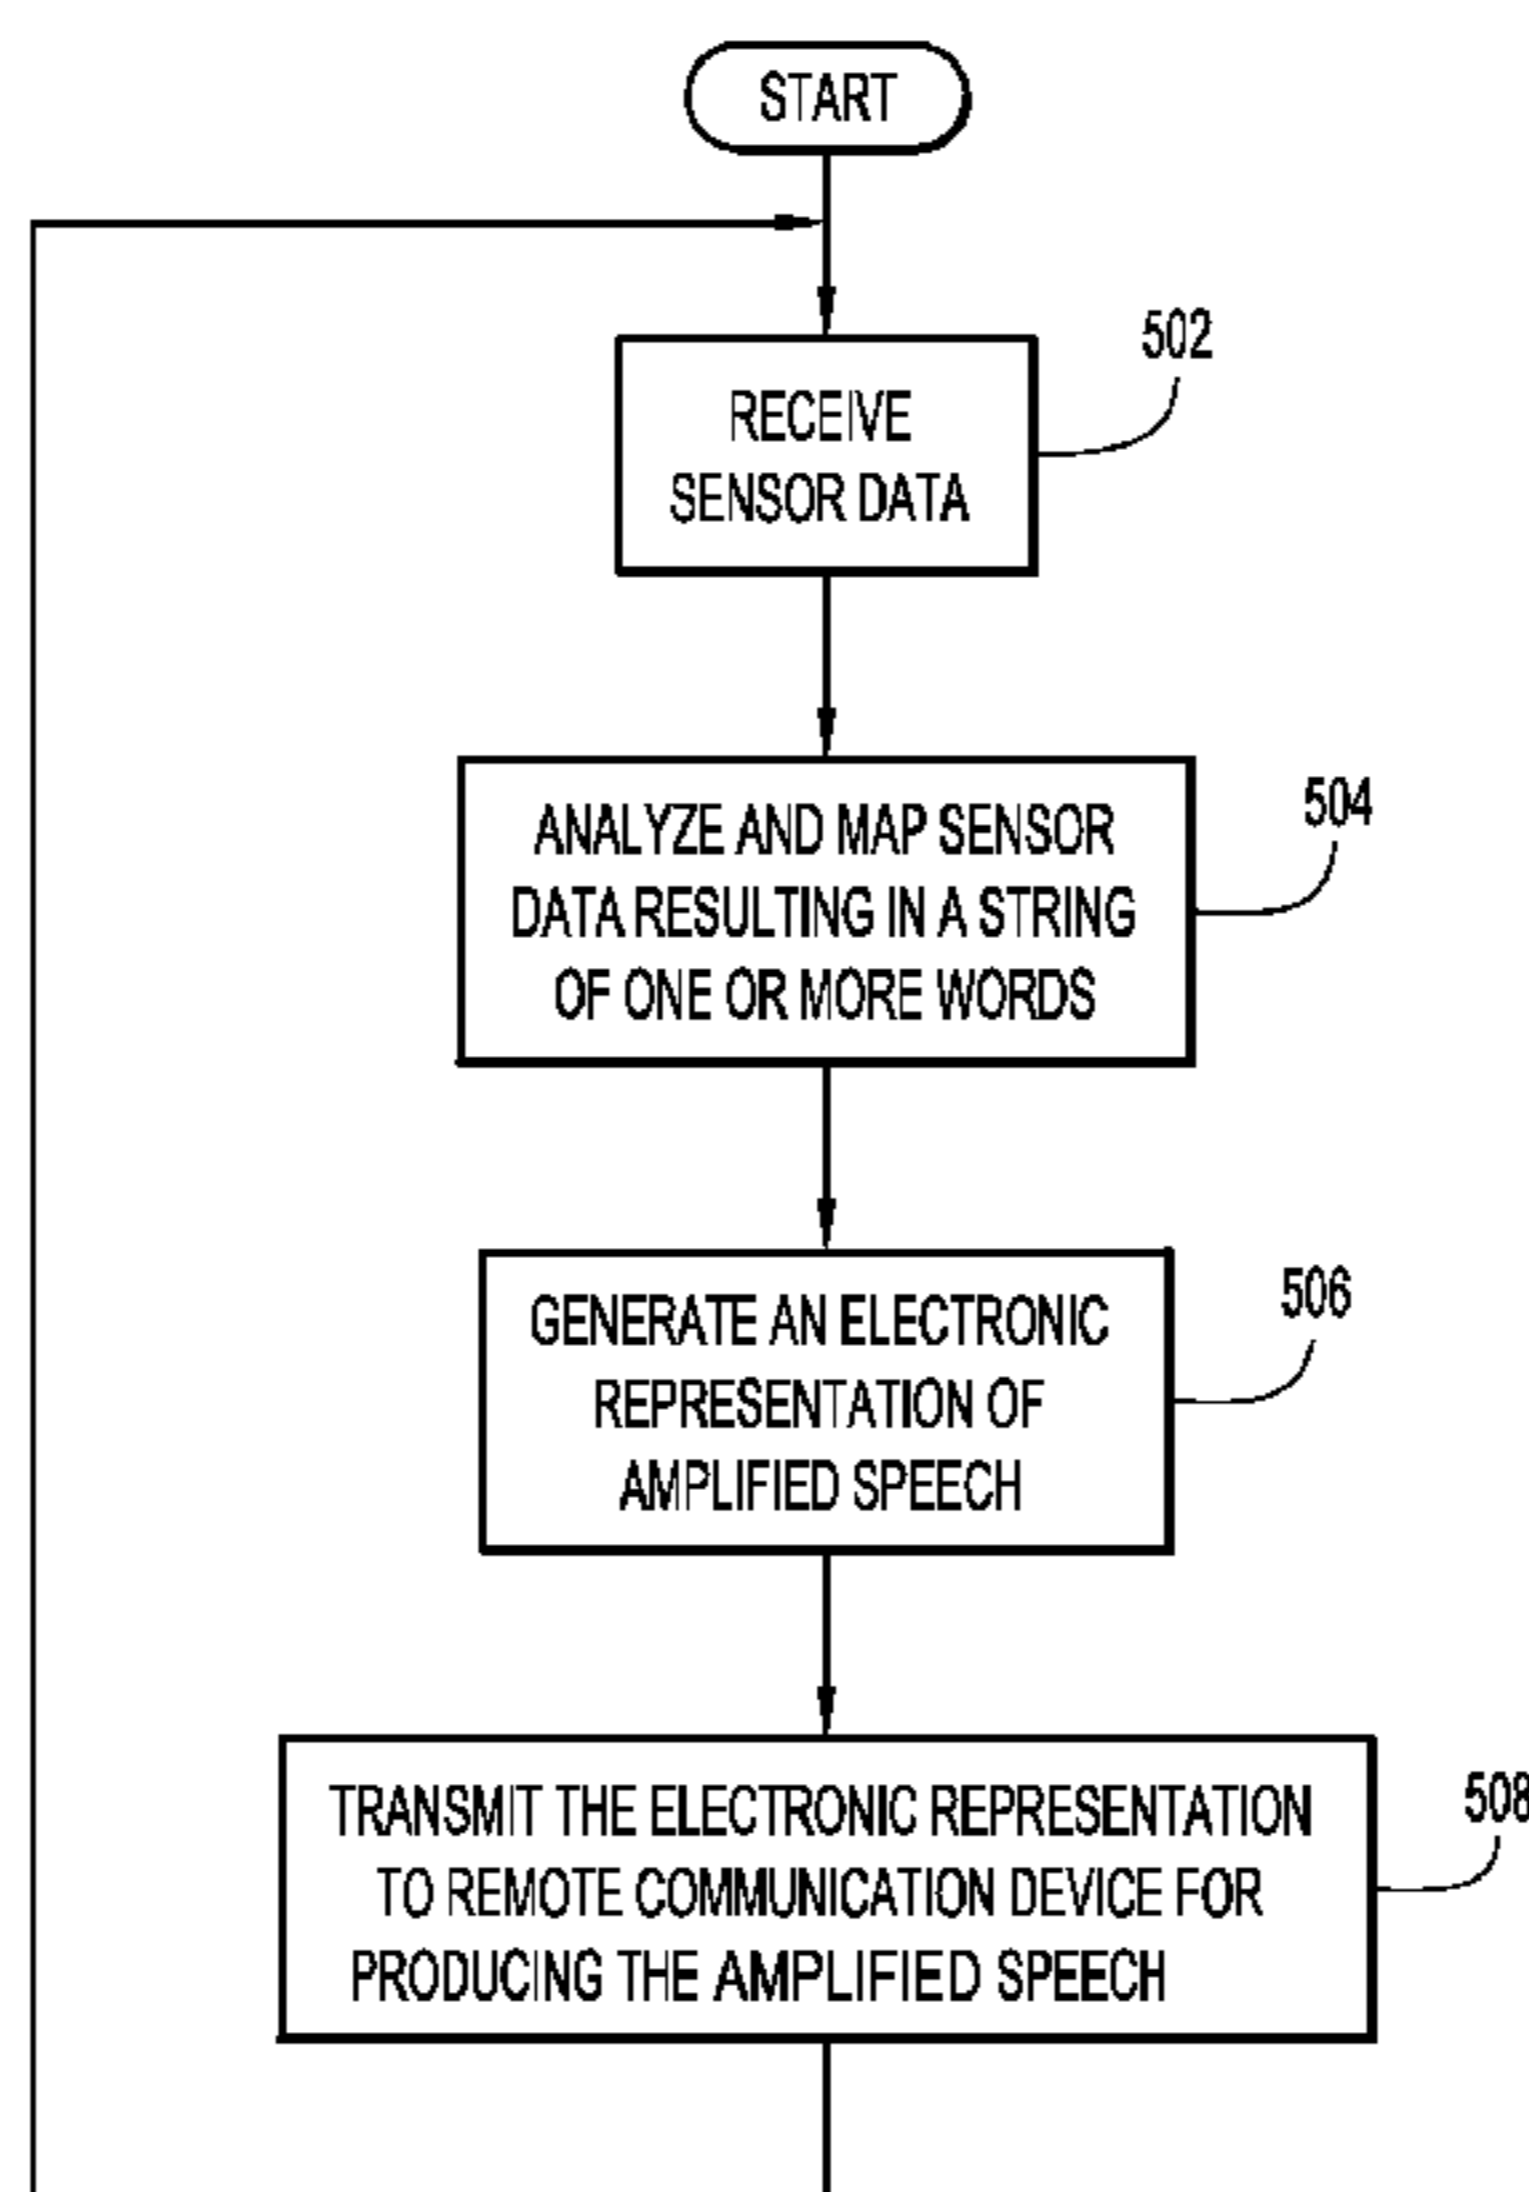 START
502
RECEIVE
SENSOR DATA
504
ANALYZE AND MAP SENSOR
DATA RESULTING IN A STRING
OF ONE OR MORE WORDS
506
GENERATE AN ELECTRONIC
REPRESENTATION OF
AMPLIFIED SPEECH
508
TRANSMIT THE ELECTRONIC REPRESENTATION
TO REMOTE COMMUNICATION DEVICE FOR
PRODUCING THE AMPLIFIED SPEECH